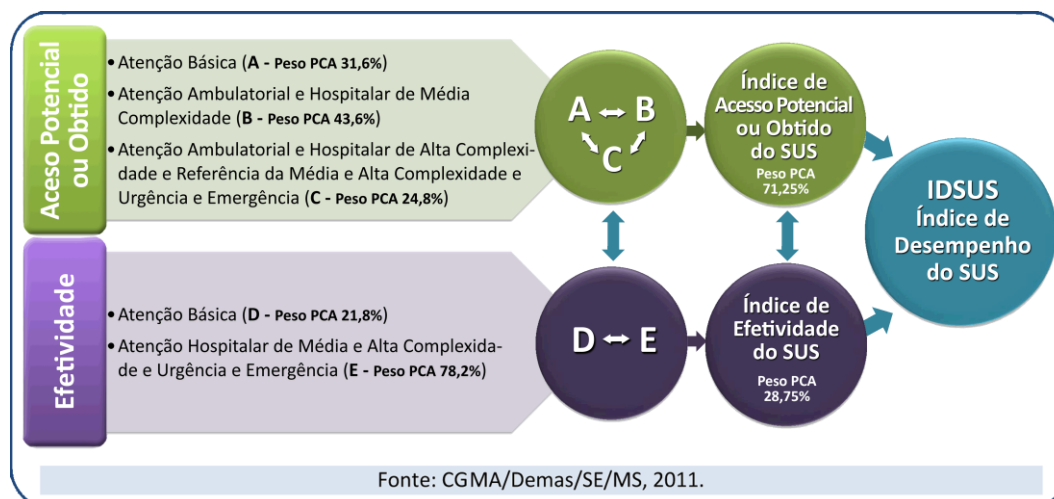 Aceso Potencial
ou Obtido
• Atenção Básica (A - Peso PCA 31,6%)
• Atenção Ambulatorial e Hospitalar de Média
Complexidade (B - Peso PCA 43,6%)
• Atenção Ambulatorial e Hospitalar de Alta Complexi-
dade e Referência da Média e Alta Complexidade e
Urgência e Emergência (C - Peso PCA 24,8%)
A B
C
Índice de
Acesso Potencial
ou Obtido
do SUS
Peso PCA
71,25%
IDSUS
Índice de
Desempenho
do SUS
Efetividade
• Atenção Básica (D - Peso PCA 21,8%)
• Atenção Hospitalar de Média e Alta Complexida-
de e Urgência e Emergência (E - Peso PCA 78,2%)
D E
Índice de
Efetividade
do SUS
Peso PCA
28,75%
Fonte: CGMA/Demas/SE/MS, 2011.